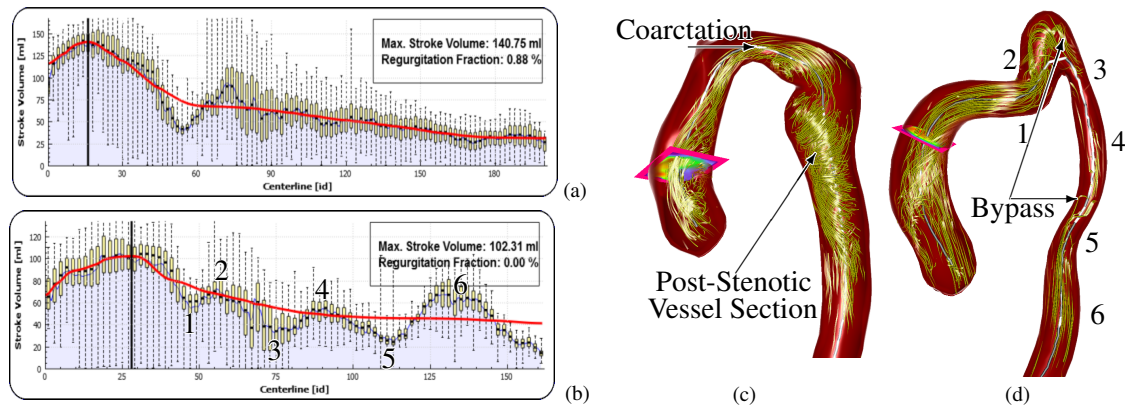 Max. Stroke Volume: 140.75 ml
Regurgitation Fraction: 0.88 %
Stroke Volume [ml]
150
125
100
75
50
25
0
0 30 60 90 120 150 180
Centerline [id]
(a)
Max. Stroke Volume: 102.31 ml
Regurgitation Fraction: 0.00 %
Stroke Volume [ml]
120
100
80
60
40
20
0
1 2 3 4 5 6
0 25 50 75 100 125 150
Centerline [id]
(b)
Coarctation
Post-Stenotic
Vessel Section
(c)
2 3
1 4
Bypass
5
6
(d)